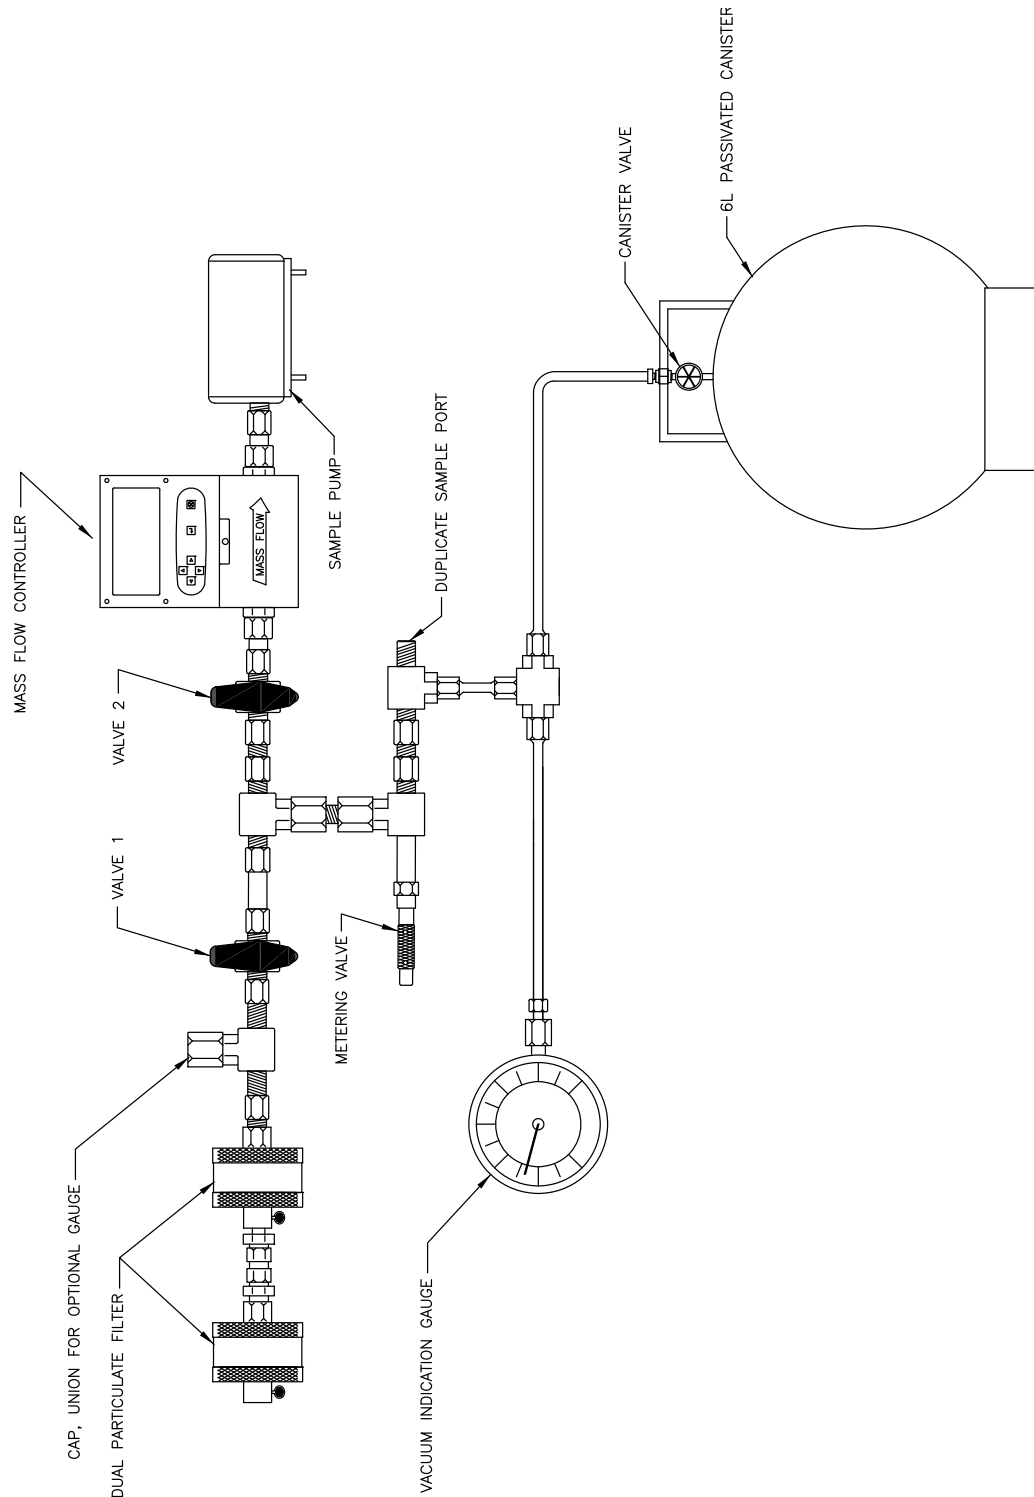 MASS FLOW CONTROLLER
VALVE 2
VALVE 1
CAP, UNION FOR OPTIONAL GAUGE
DUAL PARTICULATE FILTER
MASS FLOW
SAMPLE PUMP
METERING VALVE
DUPLICATE SAMPLE PORT
VACUUM INDICATION GAUGE
CANISTER VALVE
6L PASSIVATED CANISTER